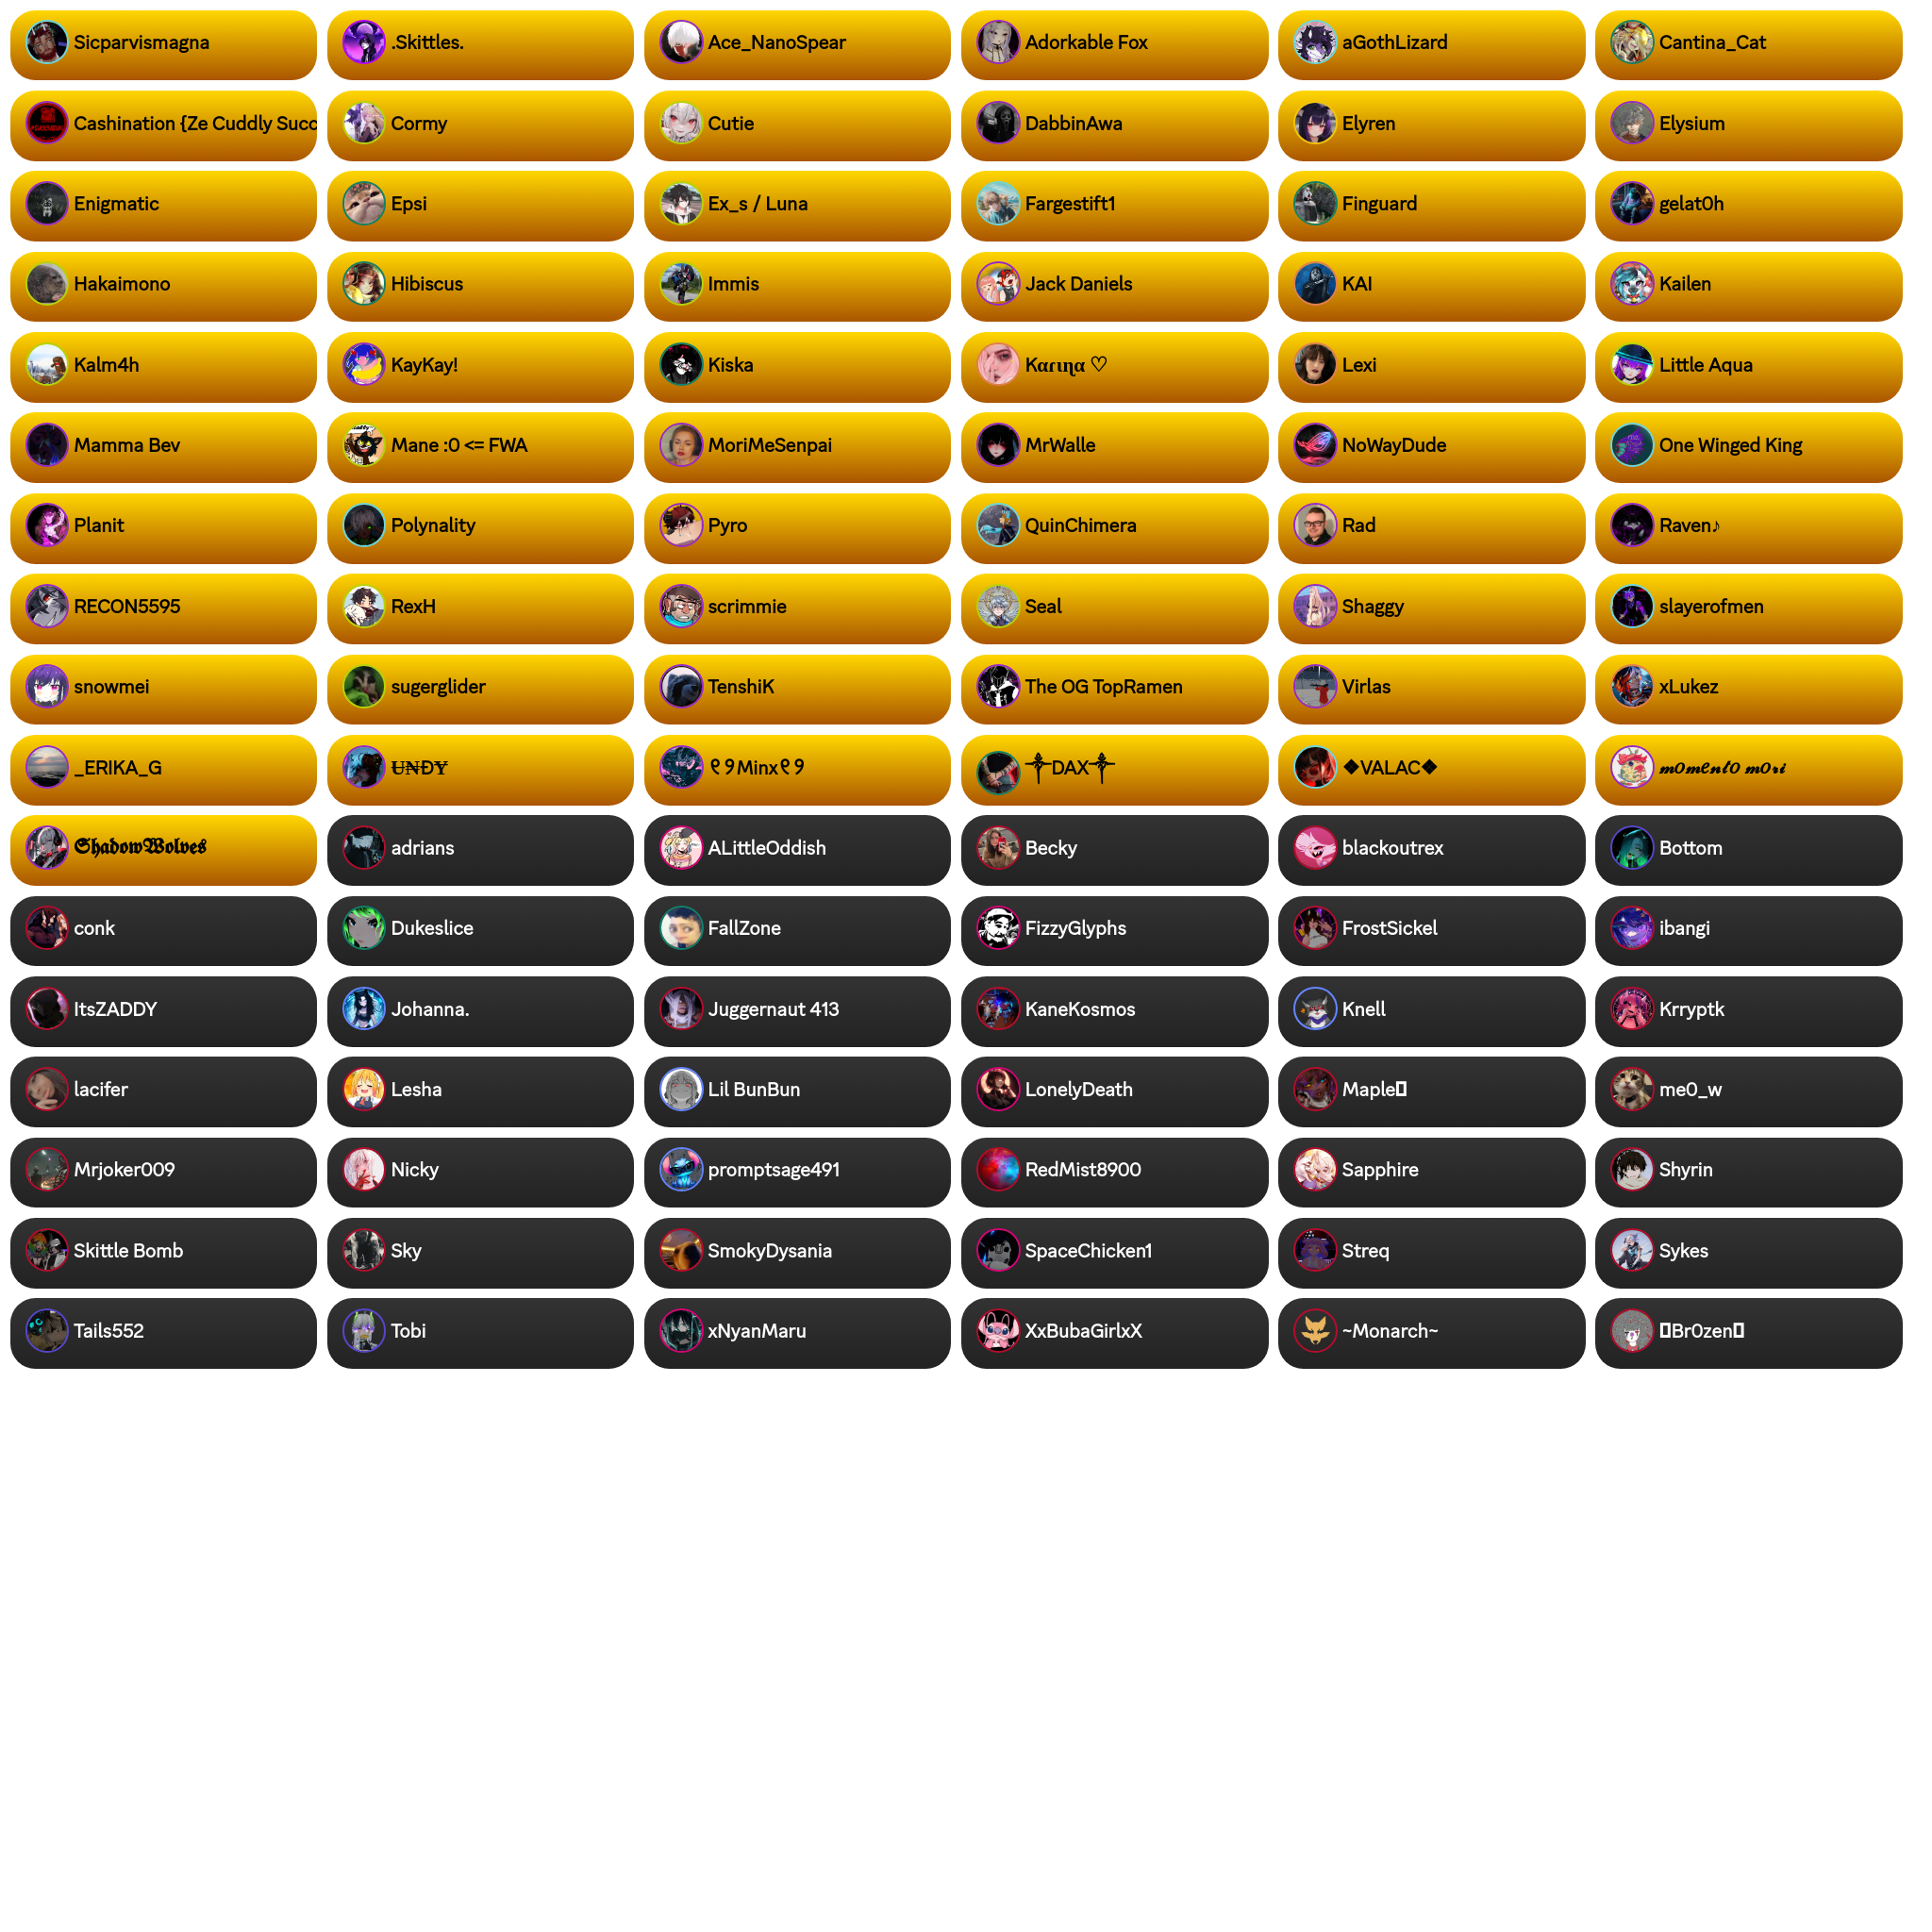 Sicparvismagna
.Skittles.
Ace_NanoSpear
Adorkable Fox
aGothLizard
Cantina_Cat
Cashination {Ze Cuddly Succ
Cormy
Cutie
DabbinAwa
Elyren
Elysium
Enigmatic
Epsi
Ex_s / Luna
Fargestift1
Finguard
gelat0h
Hakaimono
Hibiscus
Immis
Jack Daniels
KAI
Kailen
Kalm4h
KayKay!
Kiska
Kαɾιɳα ♡
Lexi
Little Aqua
Mamma Bev
Mane :0 <= FWA
MoriMeSenpai
MrWalle
NoWayDude
One Winged King
Planit
Polynality
Pyro
QuinChimera
Rad
Raven♪
RECON5595
RexH
scrimmie
Seal
Shaggy
slayerofmen
snowmei
sugerglider
TenshiK
The OG TopRamen
Virlas
xLukez
_ERIKA_G
U̶N̶ĐY̶
୧୨Minx୧୨
༒DAX༒
❖VALAC❖
𝓶𝓸𝓶𝓮𝓷𝓽𝓸 𝓶𝓸𝓻𝓲
𝕾𝖍𝖆𝖉𝖔𝖜𝖂𝖔𝖑𝖛𝖊𝖘
adrians
ALittleOddish
Becky
blackoutrex
Bottom
conk
Dukeslice
FallZone
FizzyGlyphs
FrostSickel
ibangi
ItsZADDY
Johanna.
Juggernaut 413
KaneKosmos
Knell
Krryptk
lacifer
Lesha
Lil BunBun
LonelyDeath
Maple
me0_w
Mrjoker009
Nicky
promptsage491
RedMist8900
Sapphire
Shyrin
Skittle Bomb
Sky
SmokyDysania
SpaceChicken1
Streq
Sykes
Tails552
Tobi
xNyanMaru
XxBubaGirlxX
~Monarch~
Br0zen